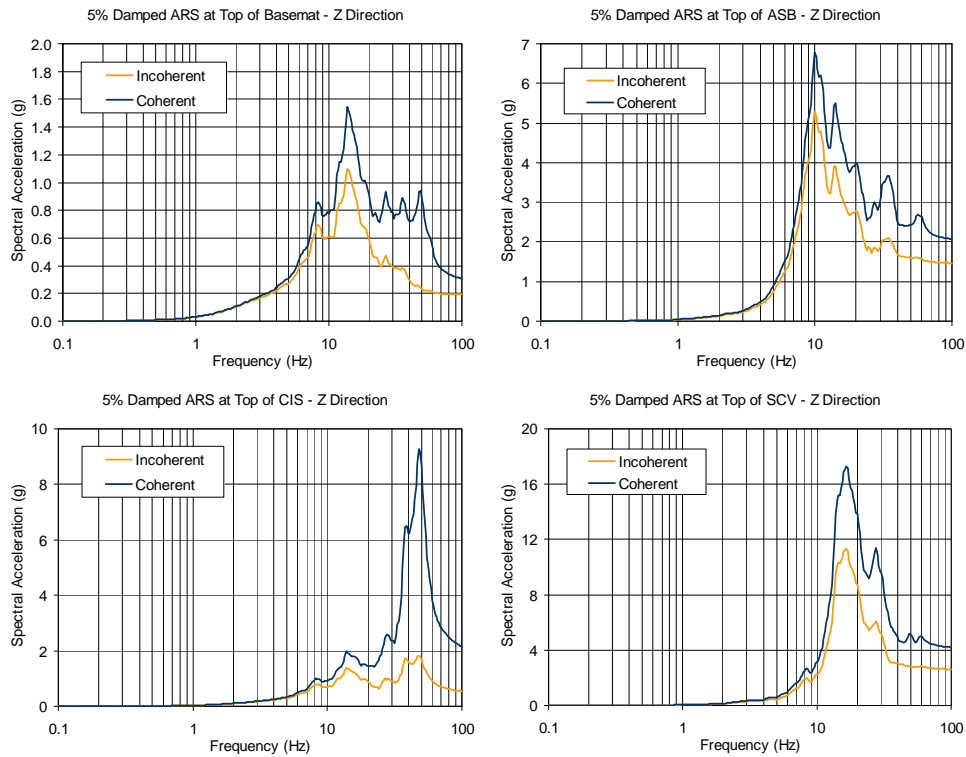 5% Damped ARS at Top of Basemat - Z Direction
Spectral Acceleration (g)
2.0
1.8
1.6
1.4
1.2
1.0
0.8
0.6
0.4
0.2
0.0
Incoherent
Coherent
0.1 1 10 100
Frequency (Hz)
5% Damped ARS at Top of ASB - Z Direction
Spectral Acceleration (g)
7
6
5
4
3
2
1
0
Incoherent
Coherent
0.1 1 10 100
Frequency (Hz)
5% Damped ARS at Top of CIS - Z Direction
Spectral Acceleration (g)
10
8
6
4
2
0
Incoherent
Coherent
0.1 1 10 100
Frequency (Hz)
5% Damped ARS at Top of SCV - Z Direction
Spectral Acceleration (g)
20
16
12
8
4
0
Incoherent
Coherent
0.1 1 10 100
Frequency (Hz)